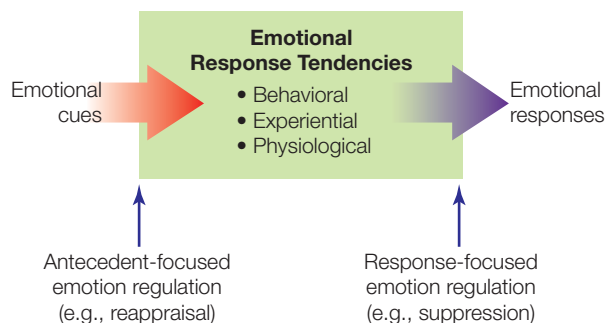 Emotional
Response Tendencies
• Behavioral
• Experiential
• Physiological
Emotional
cues
Emotional
responses
Antecedent-focused
emotion regulation
(e.g., reappraisal)
Response-focused
emotion regulation
(e.g., suppression)